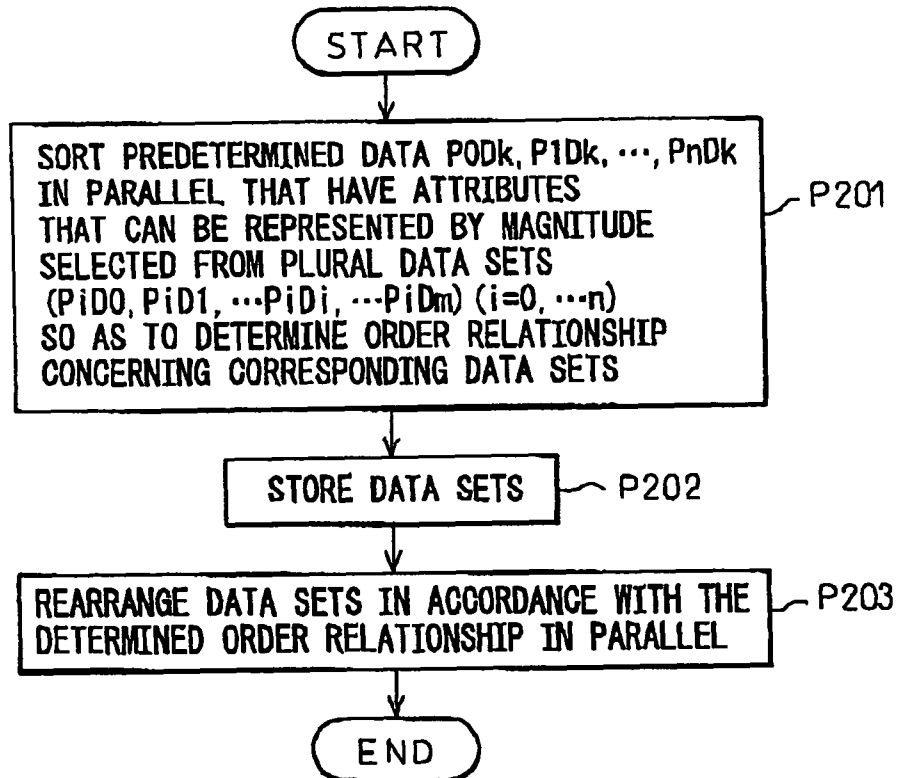 START
SORT PREDETERMINED DATA P0Dk, P1Dk, ···, PnDk
IN PARALLEL THAT HAVE ATTRIBUTES
THAT CAN BE REPRESENTED BY MAGNITUDE
SELECTED FROM PLURAL DATA SETS
(PiD0, PiD1, ···PiDi, ···PiDm) (i=0, ···n)
SO AS TO DETERMINE ORDER RELATIONSHIP
CONCERNING CORRESPONDING DATA SETS
P201
STORE DATA SETS
P202
REARRANGE DATA SETS IN ACCORDANCE WITH THE
DETERMINED ORDER RELATIONSHIP IN PARALLEL
P203
END